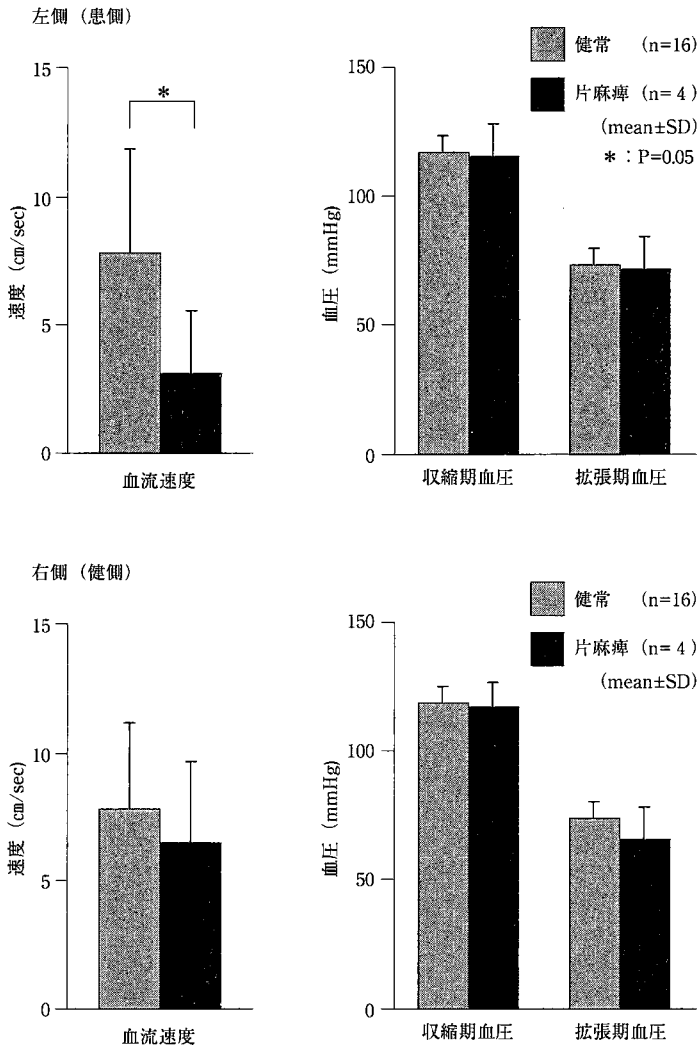 左側（患側）
健常 （n=16）
片麻痺（n= 4 ）
(mean±SD)
＊：P=0.05
15
10
5
0
速度（cm/sec）
＊
血流速度
150
100
50
0
血圧（mmHg）
収縮期血圧 拡張期血圧
右側（健側）
健常 （n=16）
片麻痺（n= 4 ）
(mean±SD)
15
10
5
0
速度（cm/sec）
血流速度
150
100
50
0
血圧（mmHg）
収縮期血圧 拡張期血圧